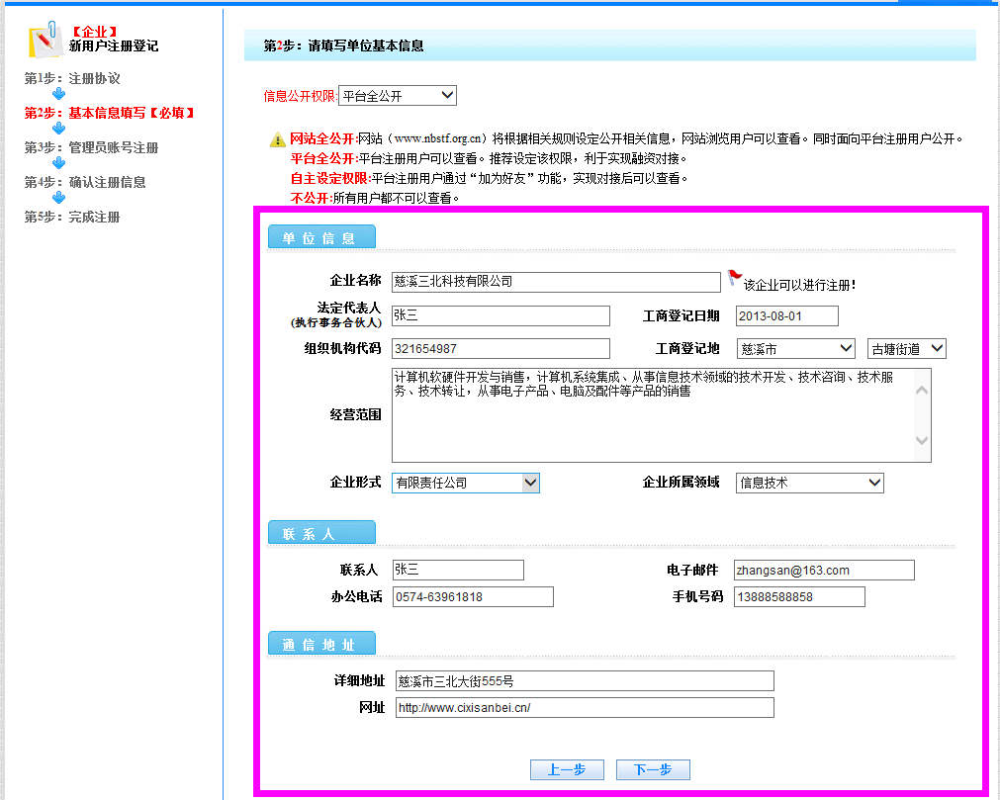 【企业】
新用户注册登记
第1步：注册协议
第2步：基本信息填写【必填】
第3步：管理员账号注册
第4步：确认注册信息
第5步：完成注册
第2步：请填写单位基本信息
信息公开权限: 平台全公开
网站全公开:网站（www.nbstf.org.cn）将根据相关规则设定公开相关信息，网站浏览用户可以查看。同时面向平台注册用户公开。
平台全公开:平台注册用户可以查看。推荐设定该权限，利于实现融资对接。
自主设定权限:平台注册用户通过“加为好友”功能，实现对接后可以查看。
不公开:所有用户都不可以查看。
单位信息
企业名称 慈溪三北科技有限公司 该企业可以进行注册！
法定代表人
(执行事务合伙人) 张三 工商登记日期 2013-08-01
组织机构代码 321654987 工商登记地 慈溪市 古塘街道
经营范围
计算机软硬件开发与销售，计算机系统集成、从事信息技术领域的技术开发、技术咨询、技术服
务、技术转让，从事电子产品、电脑及配件等产品的销售
企业形式 有限责任公司 企业所属领域 信息技术
联系人
联系人 张三 电子邮件 zhangsan@163.com
办公电话 0574-63961818 手机号码 13888588858
通信地址
详细地址 慈溪市三北大街555号
网址 http://www.cixisanbei.cn/
上一步 下一步